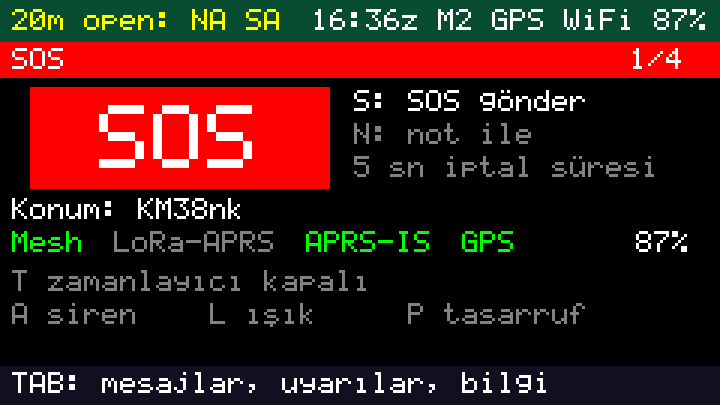 20m open: NA SA 16:36z M2 GPS WiFi 87%
SOS 1/4
SOS
S: SOS gönder
N: not ile
5 sn iptal süresi
Konum: KM38nk
Mesh LoRa-APRS APRS-IS GPS 87%
T zamanlayıcı kapalı
A siren L ışık P tasarruf
TAB: mesajlar, uyarılar, bilgi